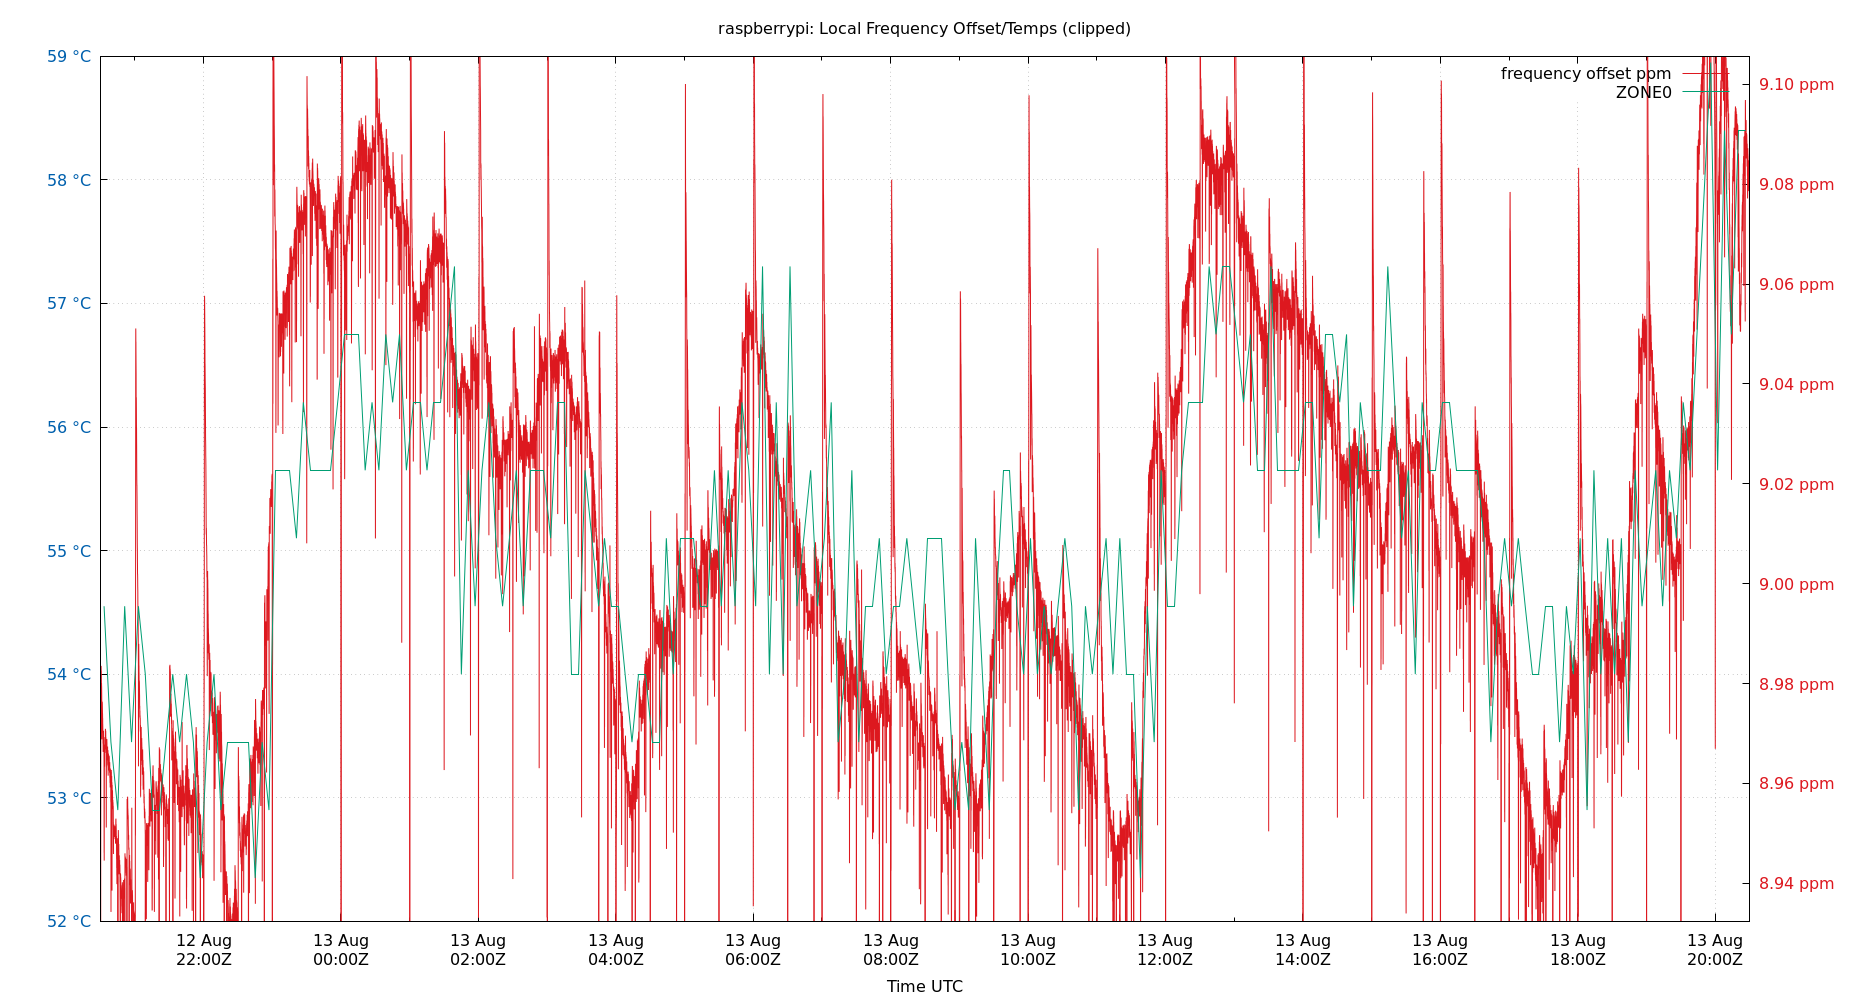 raspberrypi: Local Frequency Offset/Temps (clipped)
59 °C
58 °C
57 °C
56 °C
55 °C
54 °C
53 °C
52 °C
frequency offset ppm
ZONE0
9.10 ppm
9.08 ppm
9.06 ppm
9.04 ppm
9.02 ppm
9.00 ppm
8.98 ppm
8.96 ppm
8.94 ppm
12 Aug 13 Aug 13 Aug 13 Aug 13 Aug 13 Aug 13 Aug 13 Aug 13 Aug 13 Aug 13 Aug 13 Aug
22:00Z 00:00Z 02:00Z 04:00Z 06:00Z 08:00Z 10:00Z 12:00Z 14:00Z 16:00Z 18:00Z 20:00Z
Time UTC